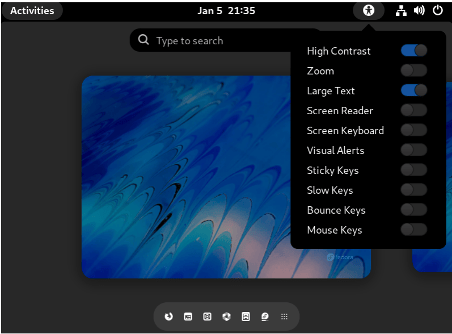 Activities
Jan 5 21:35
Type to search
High Contrast
Zoom
Large Text
Screen Reader
Screen Keyboard
Visual Alerts
Sticky Keys
Slow Keys
Bounce Keys
Mouse Keys
fedora